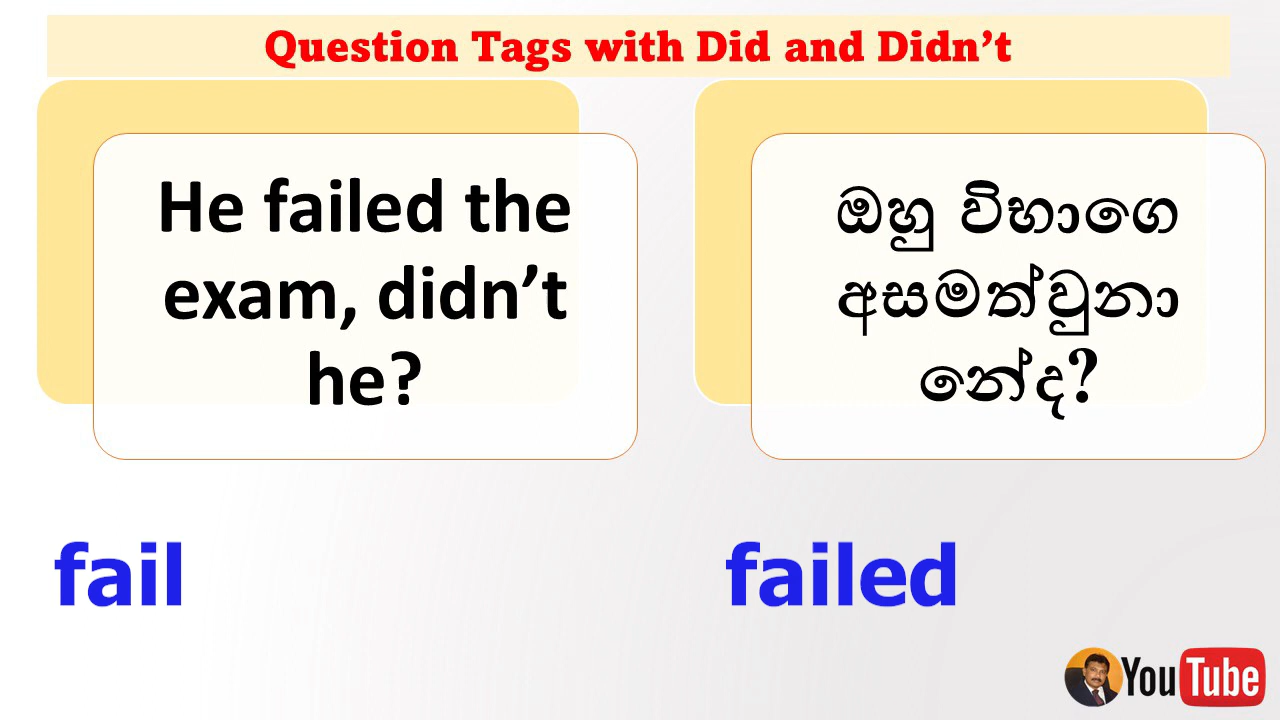 Question Tags with Did and Didn’t
He failed the
exam, didn’t
he?
ඔහු විභාගෙ
අසමත්වුනා
නේද?
fail
failed
YouTube